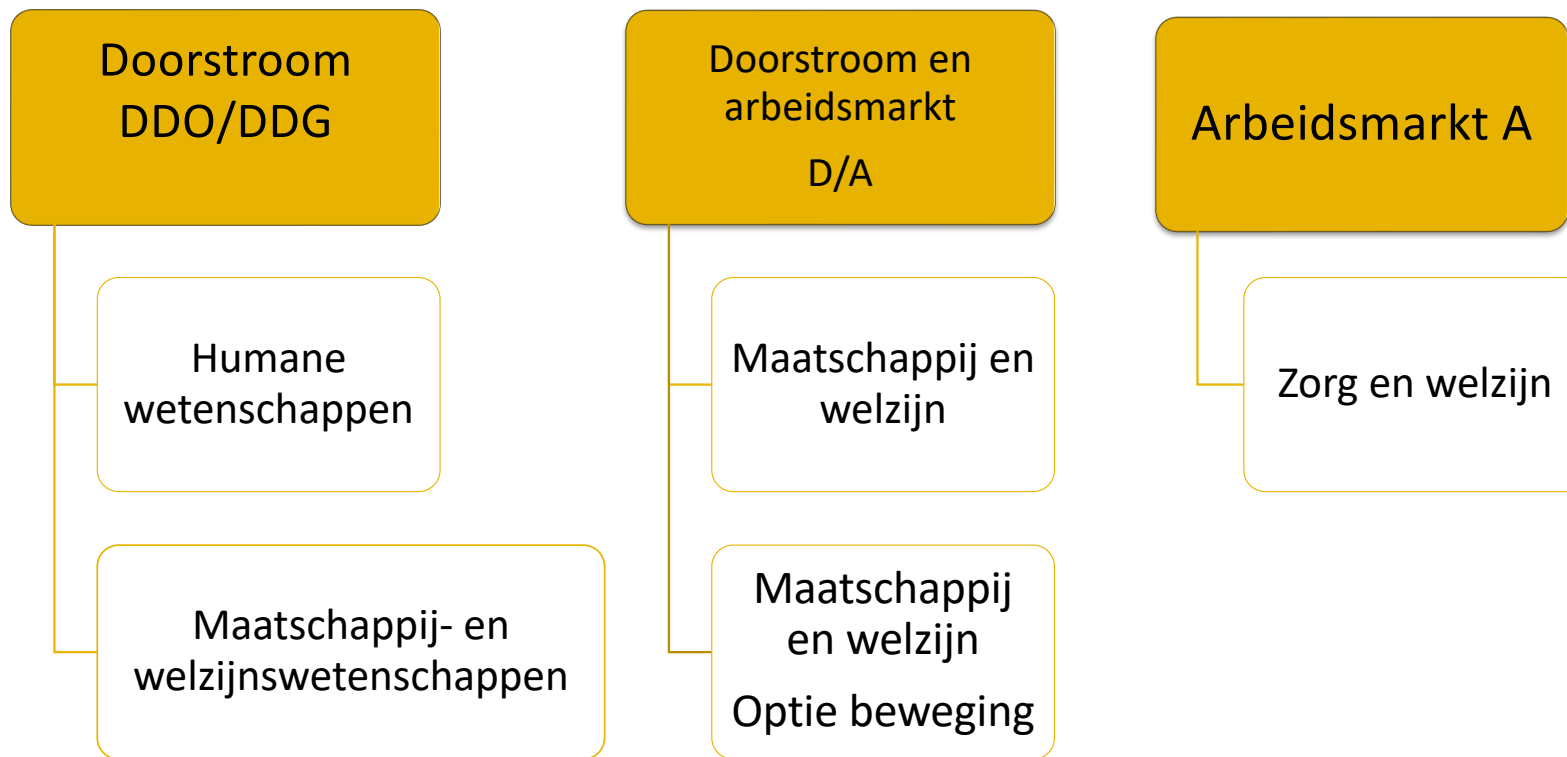 Doorstroom
DDO/DDG
Humane
wetenschappen
Maatschappij- en
welzijnswetenschappen
Doorstroom en
arbeidsmarkt
D/A
Maatschappij en
welzijn
Maatschappij
en welzijn
Optie beweging
Arbeidsmarkt A
Zorg en welzijn